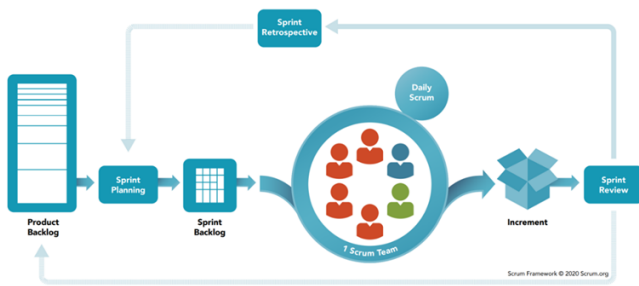 Sprint
Retrospective
Daily
Scrum
Sprint
Planning
Sprint
Review
Product
Backlog
Sprint
Backlog
1 Scrum Team
Increment
Scrum Framework © 2020 Scrum.org